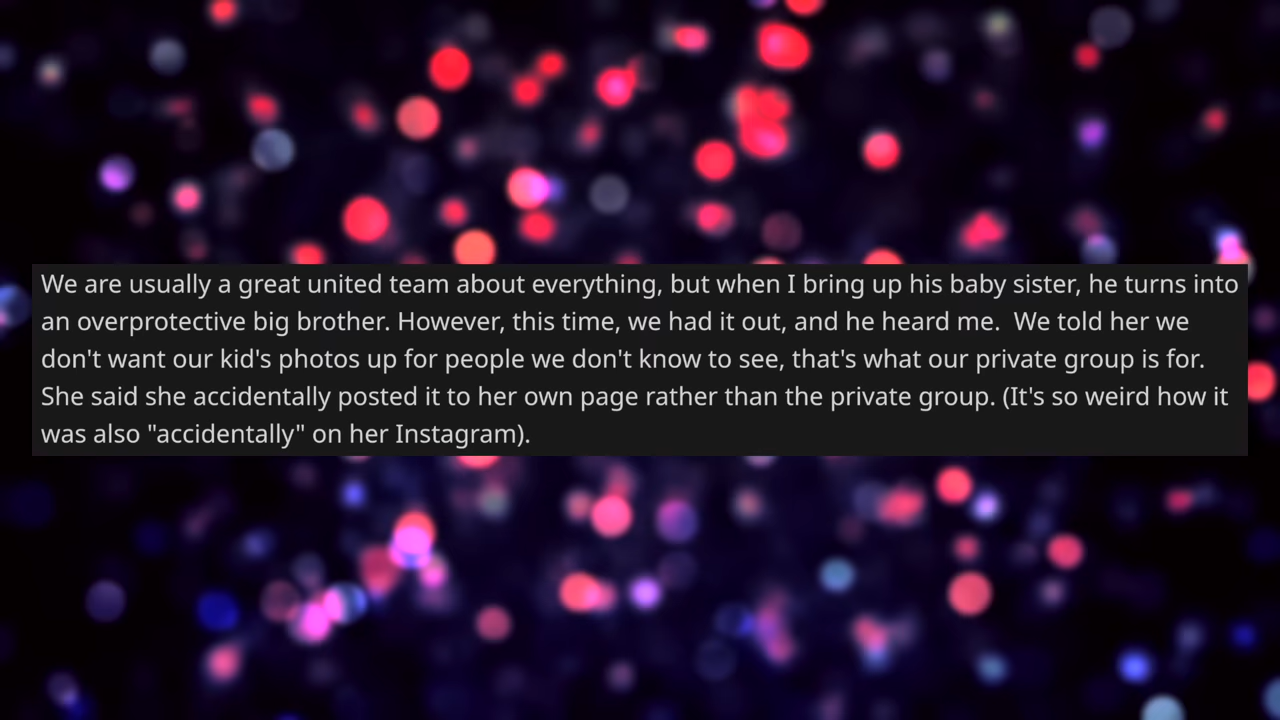 We are usually a great united team about everything, but when I bring up his baby sister, he turns into
an overprotective big brother. However, this time, we had it out, and he heard me.  We told her we
don't want our kid's photos up for people we don't know to see, that's what our private group is for.
She said she accidentally posted it to her own page rather than the private group. (It's so weird how it
was also "accidentally" on her Instagram).